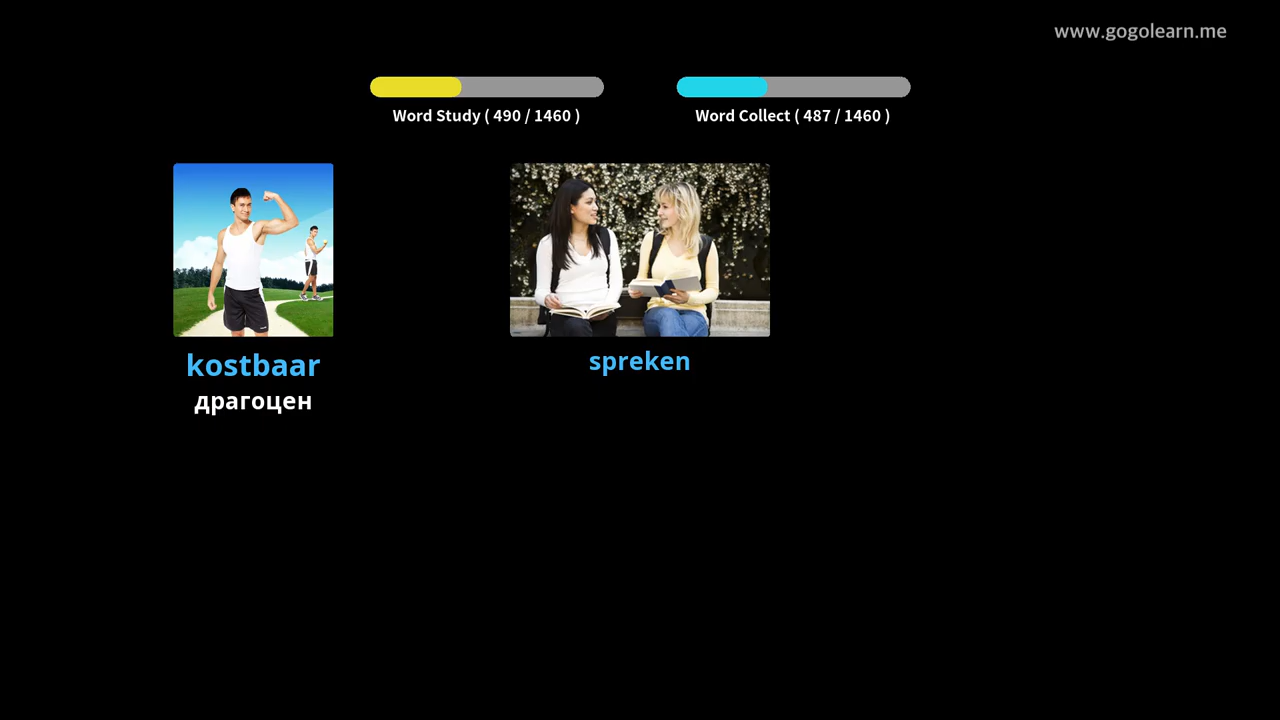 www.gogolearn.me
Word Study ( 490 / 1460 )
Word Collect ( 487 / 1460 )
kostbaar
драгоцен
spreken